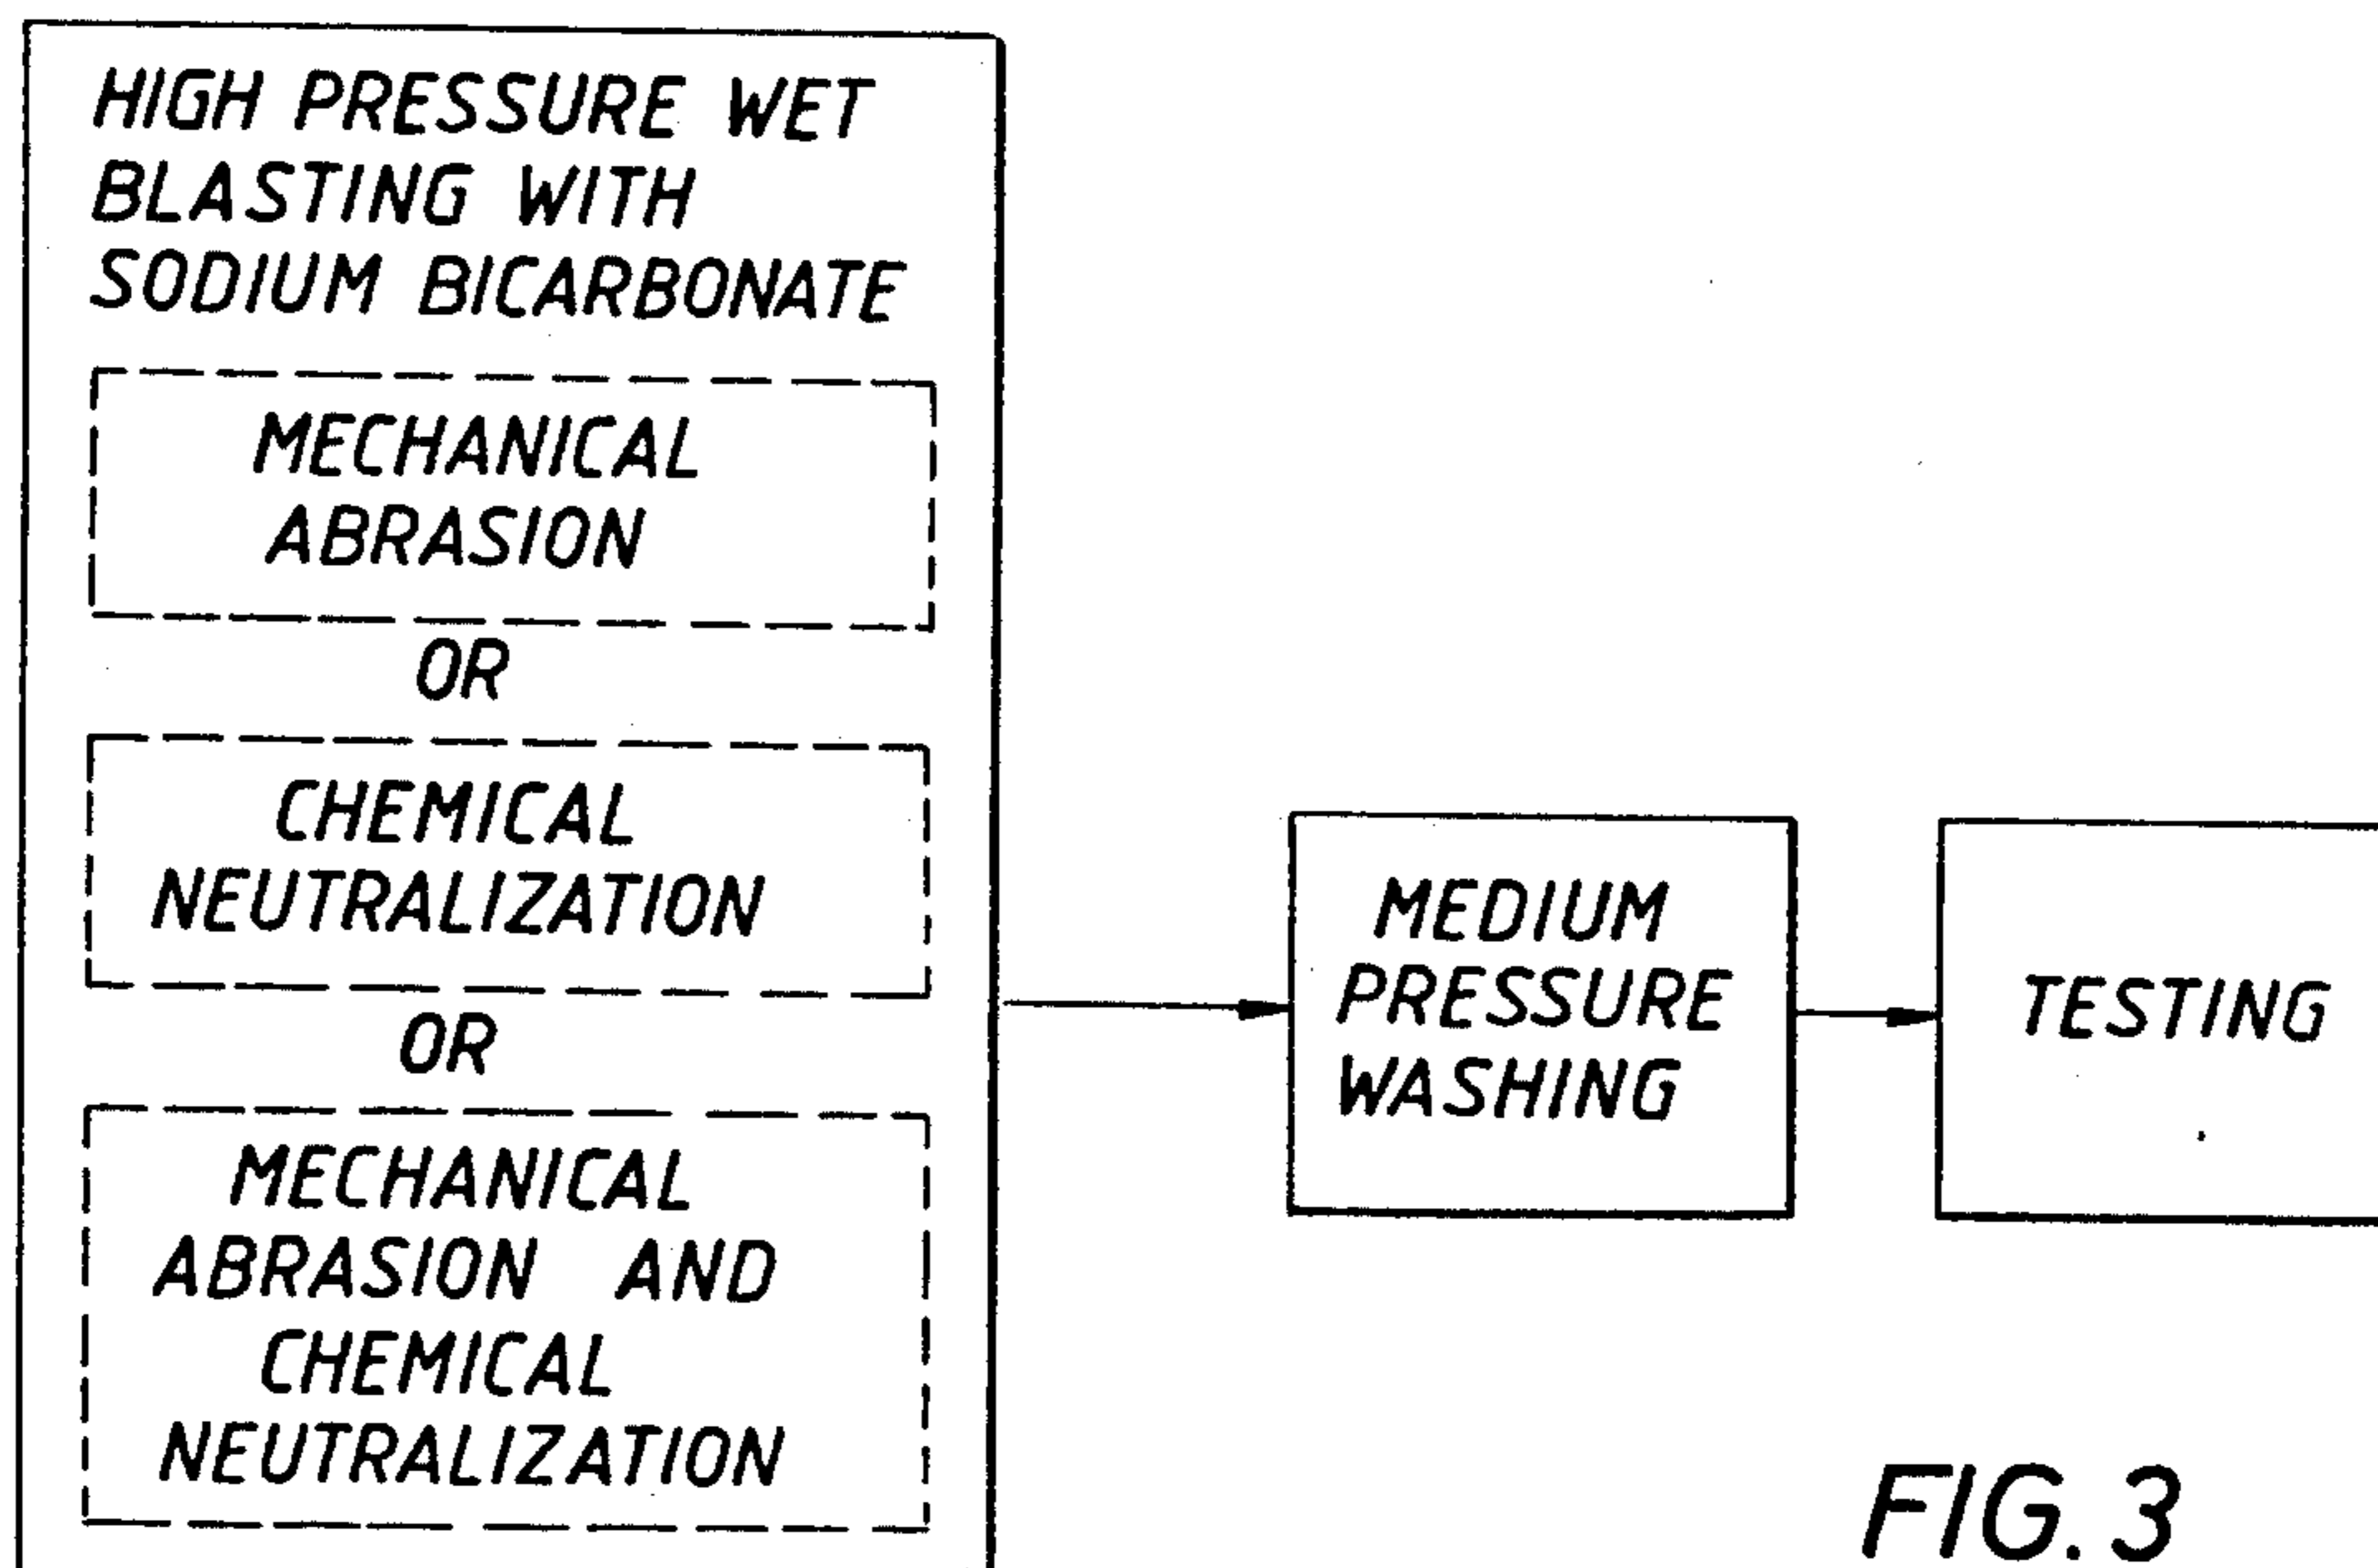 HIGH PRESSURE WET
BLASTING WITH
SODIUM BICARBONATE
MECHANICAL
ABRASION
OR
CHEMICAL
NEUTRALIZATION
OR
MECHANICAL
ABRASION AND
CHEMICAL
NEUTRALIZATION
MEDIUM
PRESSURE
WASHING
TESTING
FIG. 3